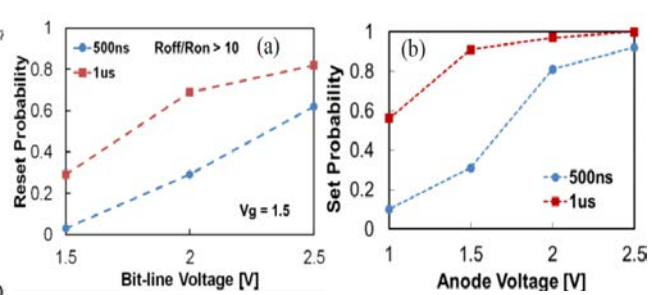 (a)
500ns Roff/Ron > 10
1us
Vg = 1.5
Reset Probability
1
0.8
0.6
0.4
0.2
0
1.5 2 2.5
Bit-line Voltage [V]
(b)
500ns
1us
Set Probability
1
0.8
0.6
0.4
0.2
0
1 1.5 2 2.5
Anode Voltage [V]